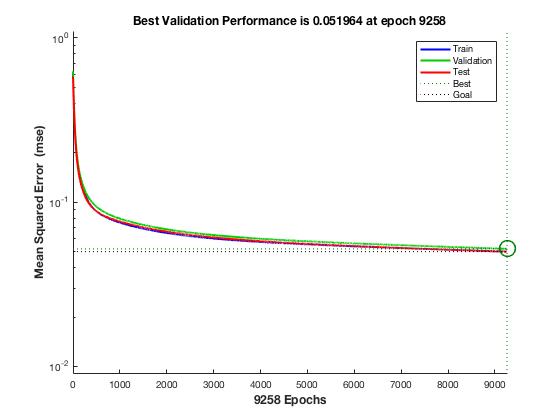 Best Validation Performance is 0.051964 at epoch 9258
10^0
Train
Validation
Test
Best
Goal
Mean Squared Error (mse)
10^-1
10^-2
0 1000 2000 3000 4000 5000 6000 7000 8000 9000
9258 Epochs